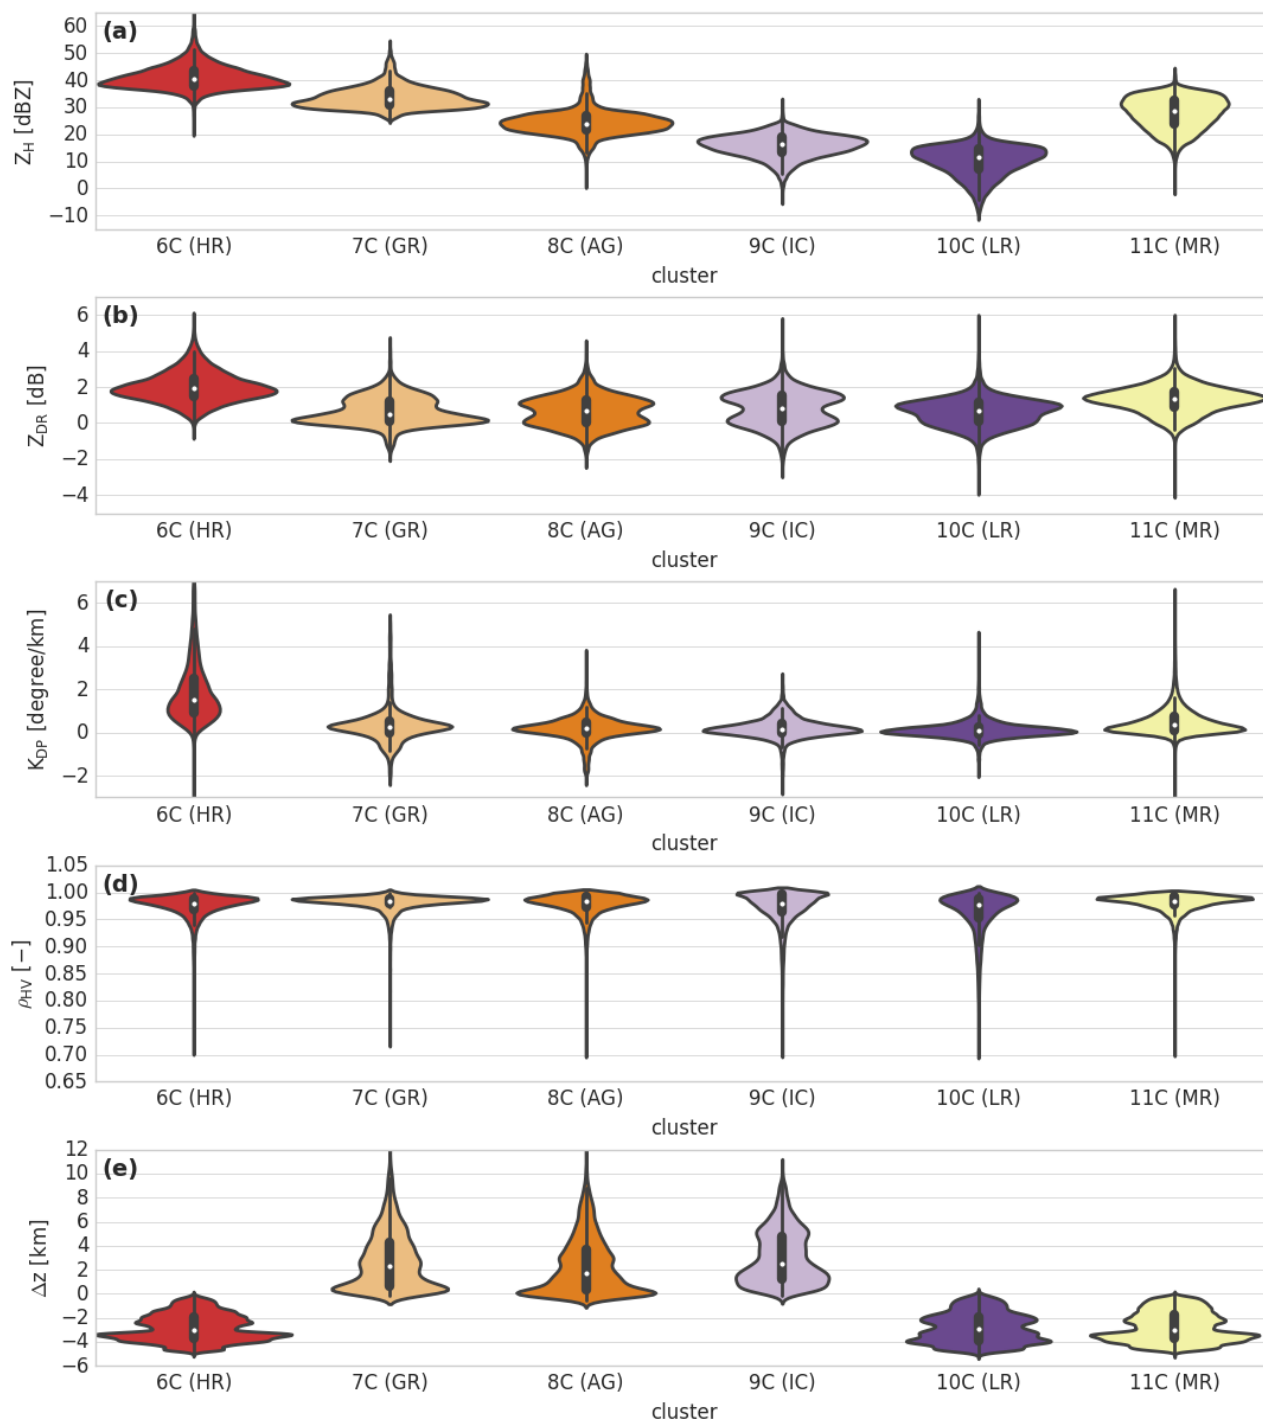 (a)
Z_H [dBZ]
60
50
40
30
20
10
0
−10
6C (HR) 7C (GR) 8C (AG) 9C (IC) 10C (LR) 11C (MR)
cluster
(b)
Z_DR [dB]
6
4
2
0
−2
−4
6C (HR) 7C (GR) 8C (AG) 9C (IC) 10C (LR) 11C (MR)
cluster
(c)
K_DP [degree/km]
6
4
2
0
−2
6C (HR) 7C (GR) 8C (AG) 9C (IC) 10C (LR) 11C (MR)
cluster
(d)
ρ_HV [−]
1.05
1.00
0.95
0.90
0.85
0.80
0.75
0.70
0.65
6C (HR) 7C (GR) 8C (AG) 9C (IC) 10C (LR) 11C (MR)
cluster
(e)
Δz [km]
12
10
8
6
4
2
0
−2
−4
−6
6C (HR) 7C (GR) 8C (AG) 9C (IC) 10C (LR) 11C (MR)
cluster